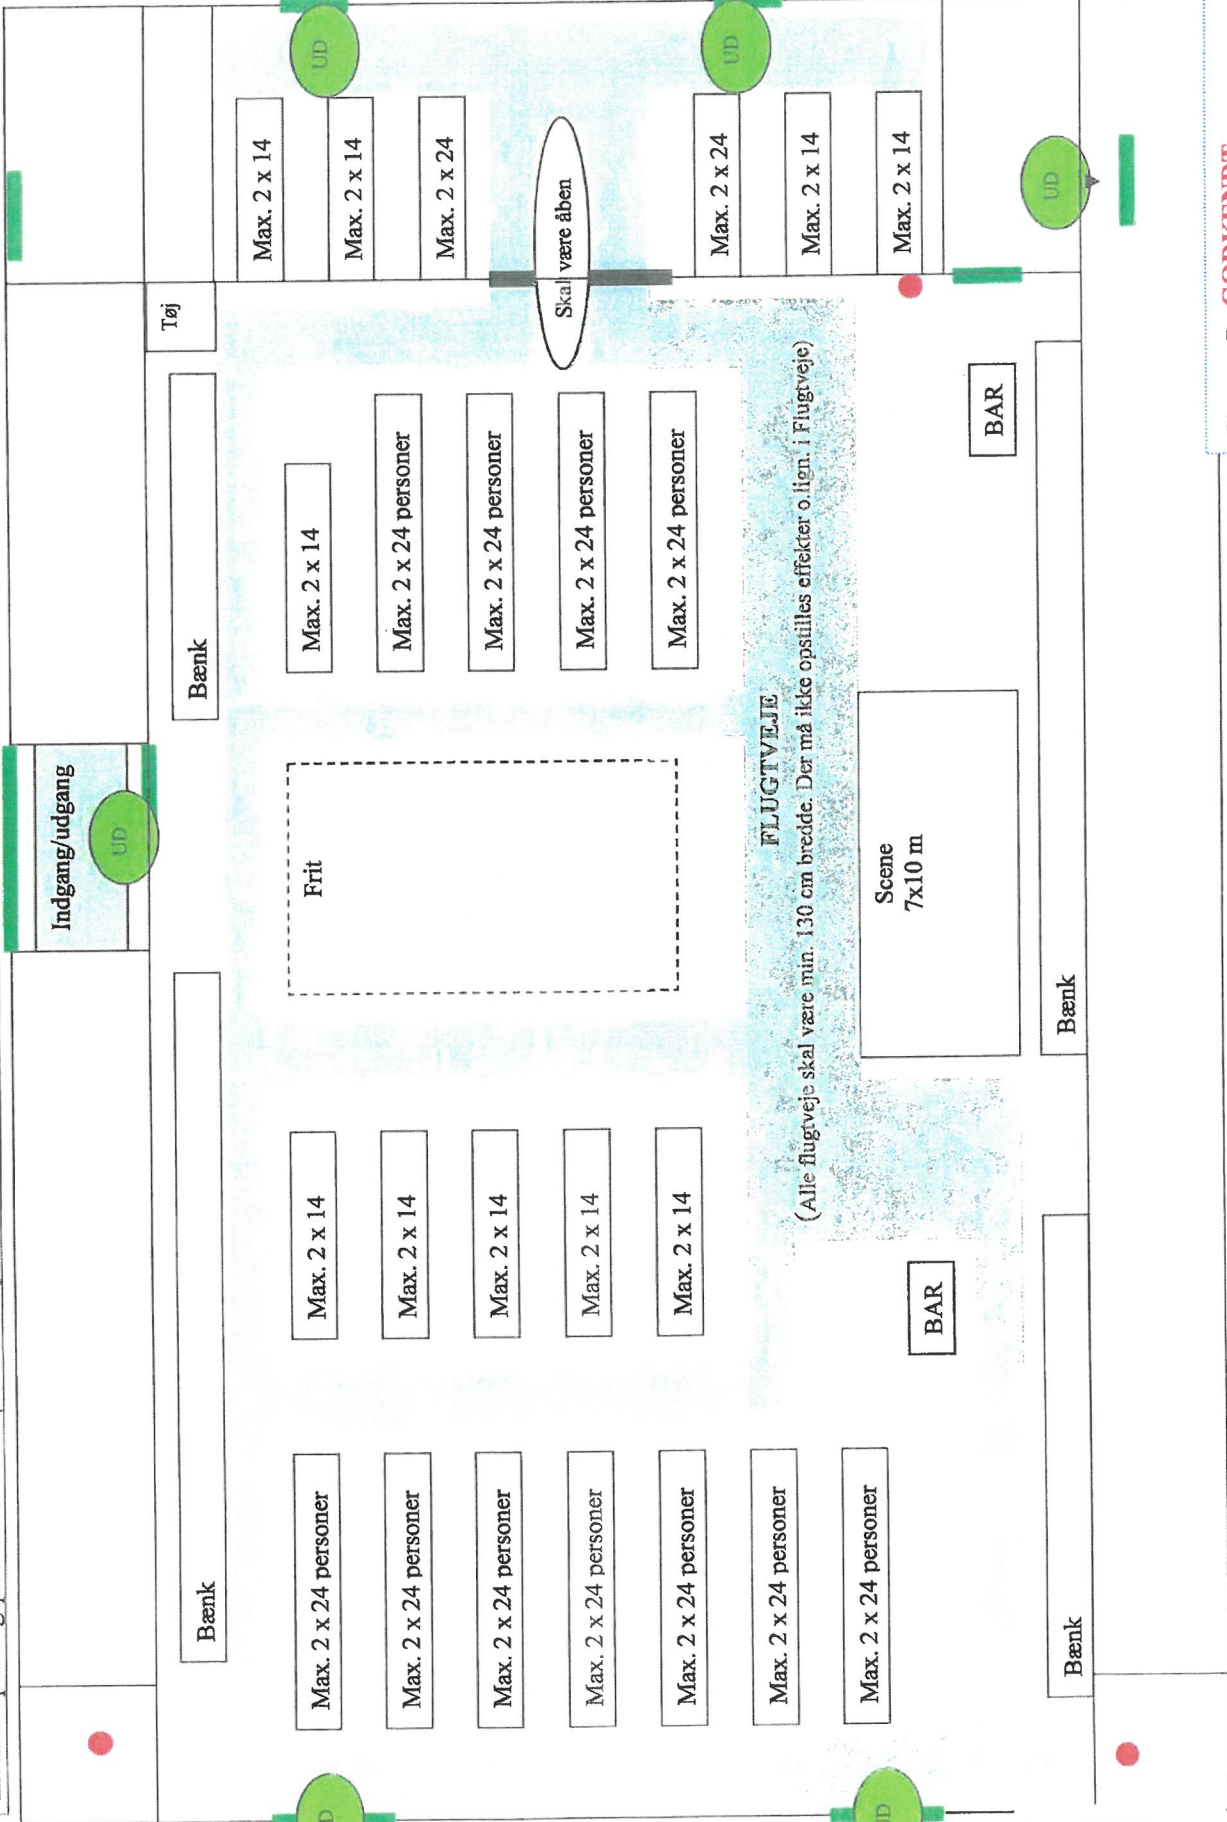 Indgang/udgang
UD
Tøj
Bænk
Bænk
Max. 2 x 14
UD
Max. 2 x 24 personer
Max. 2 x 14
Frit
Max. 2 x 14
Max. 2 x 14
Max. 2 x 24 personer
Max. 2 x 14
Max. 2 x 24 personer
Max. 2 x 24
Max. 2 x 24 personer
Max. 2 x 14
Max. 2 x 24 personer
Skal være åben
Max. 2 x 24 personer
Max. 2 x 14
Max. 2 x 24 personer
Max. 2 x 24 personer
Max. 2 x 14
Max. 2 x 24 personer
Max. 2 x 24
UD
Max. 2 x 24 personer
FLUGTVEJE
(Alle flugtveje skal være min. 130 cm bredde. Der må ikke opstilles effekter o.lign. i Flugtveje)
Max. 2 x 14
Max. 2 x 24 personer
UD
Max. 2 x 14
BAR
Scene
7x10 m
BAR
UD
Bænk
Bænk
GODKENDT